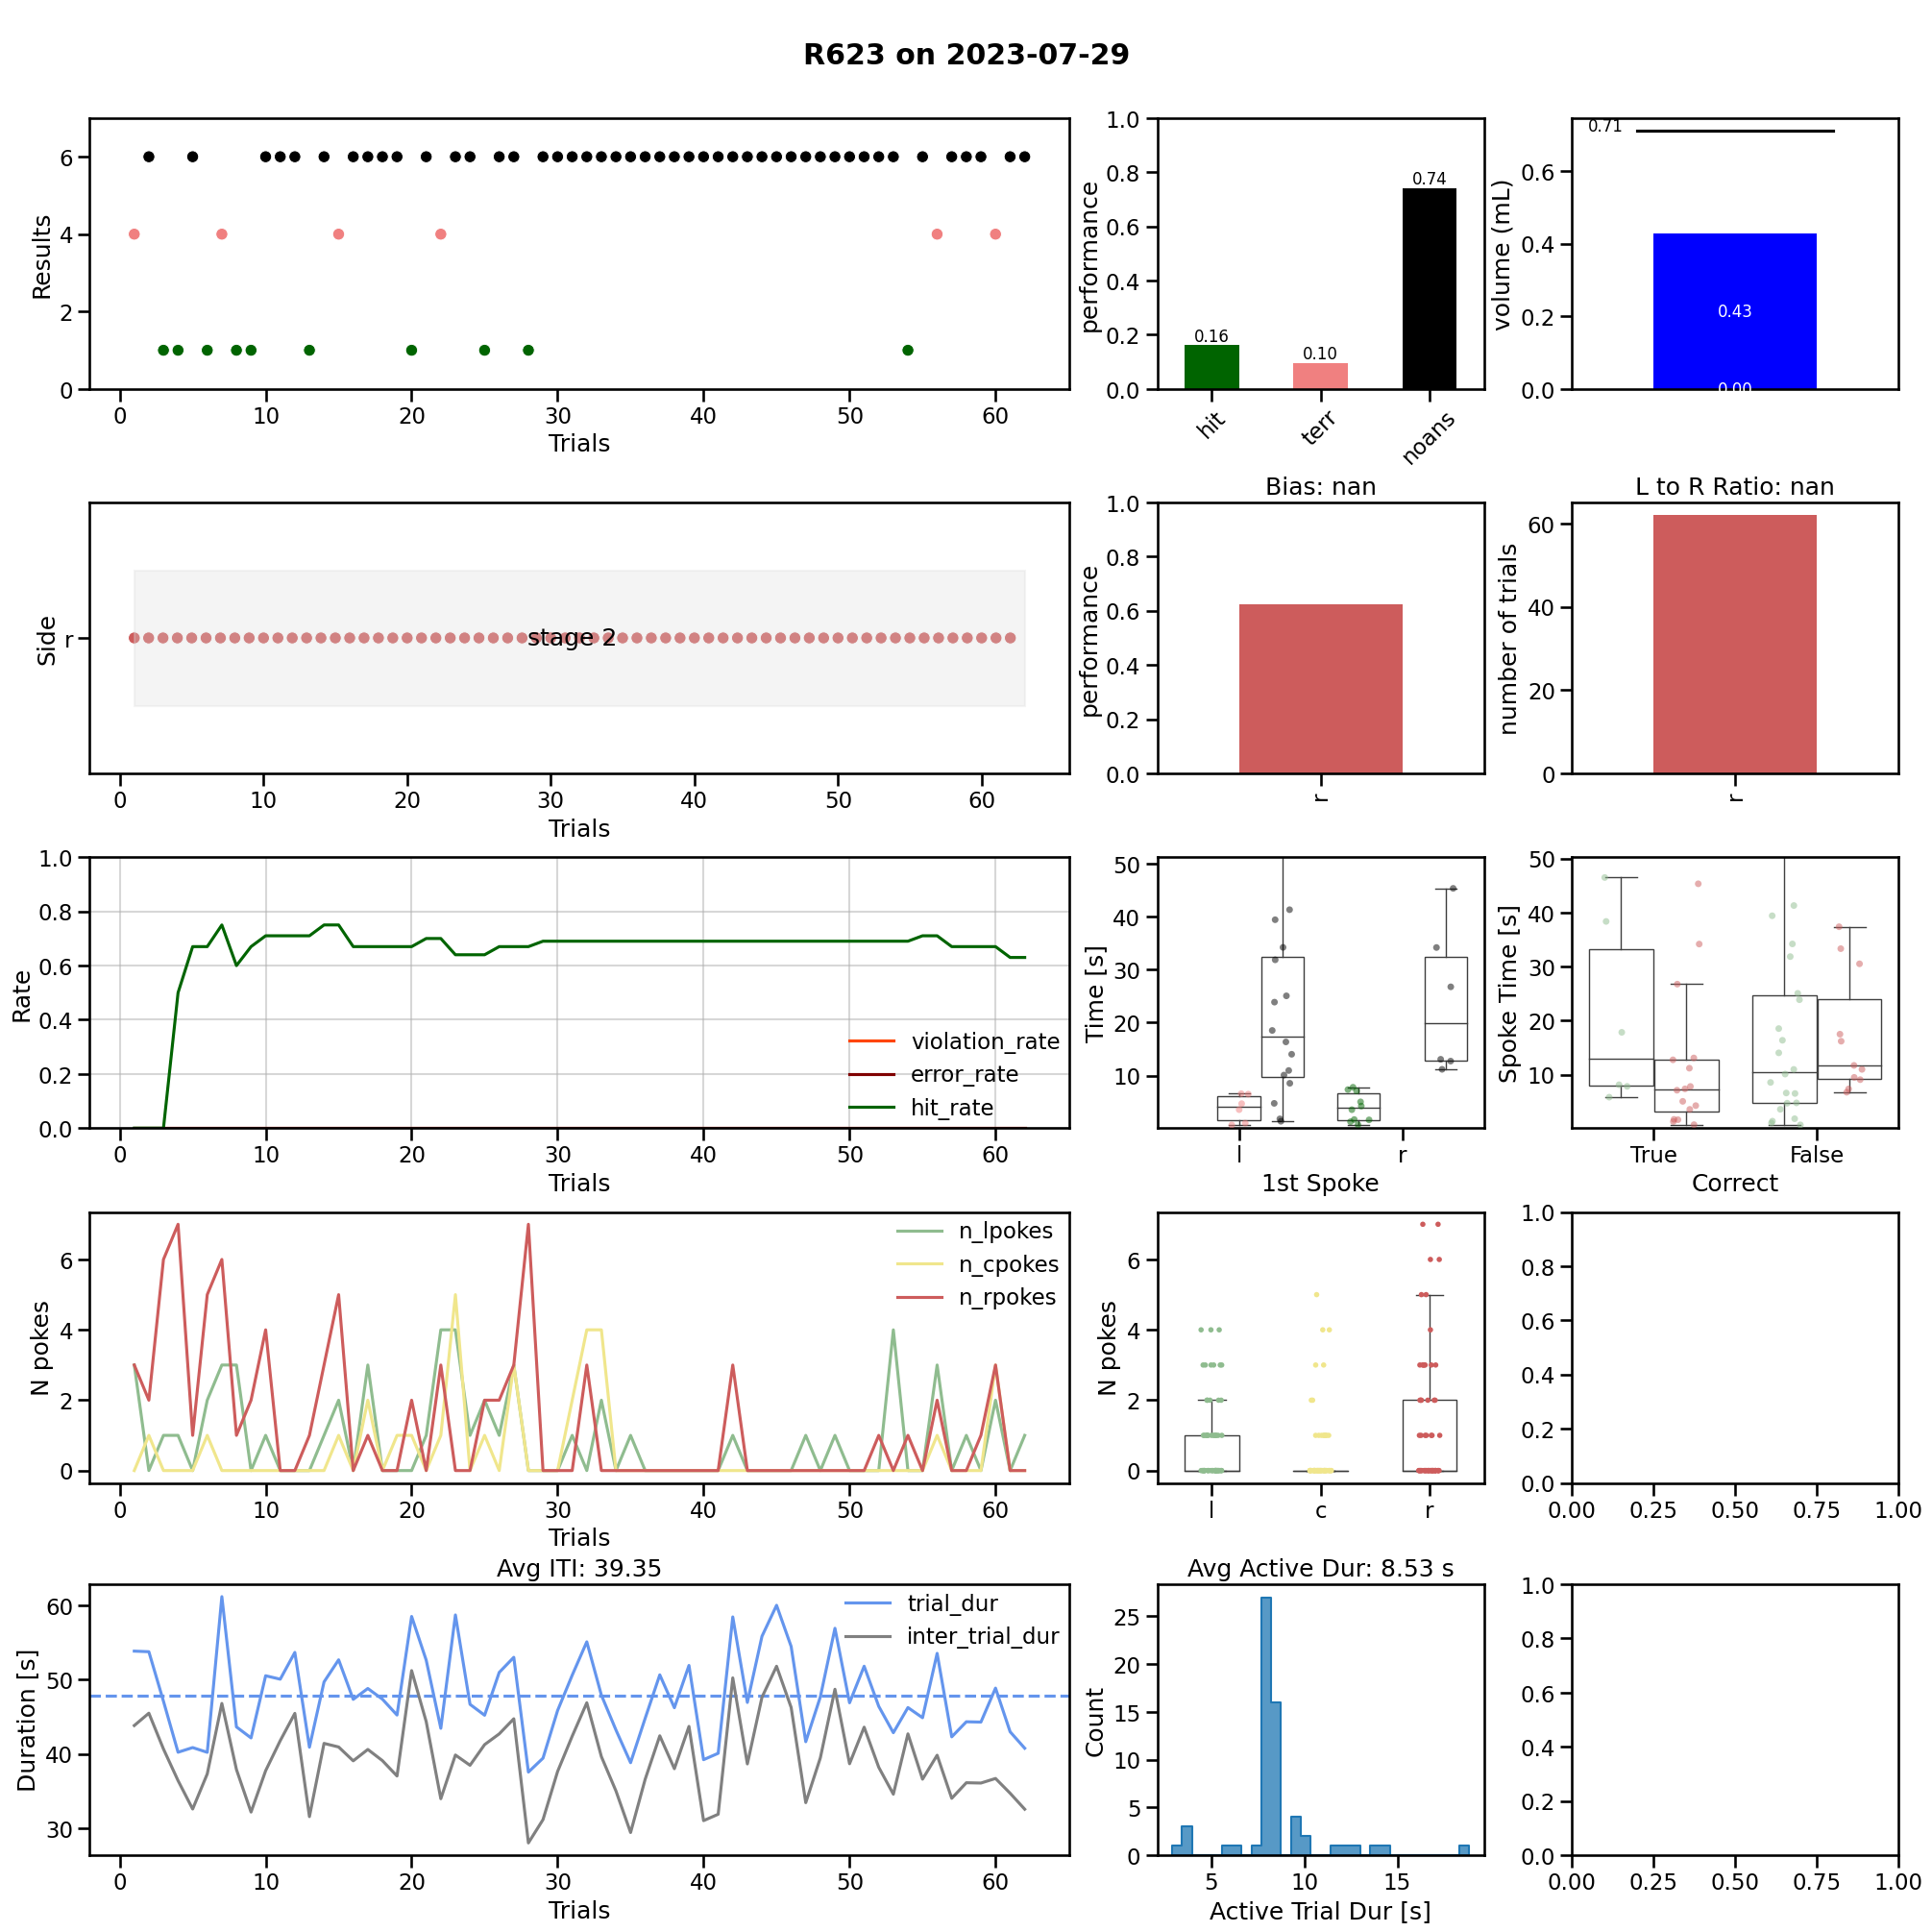 R623 on 2023-07-29
Results
6
4
2
0
0 10 20 30 40 50 60
Trials
performance
1.0
0.8
0.6
0.4
0.2
0.0
0.16
0.10
0.74
hit
terr
noans
volume (mL)
0.6
0.4
0.2
0.0
0.71
0.43
0.00
Side
r
stage 2
0 10 20 30 40 50 60
Trials
Bias: nan
performance
1.0
0.8
0.6
0.4
0.2
0.0
r
L to R Ratio: nan
number of trials
60
40
20
0
r
Rate
1.0
0.8
0.6
0.4
0.2
0.0
violation_rate
error_rate
hit_rate
0 10 20 30 40 50 60
Trials
Time [s]
50
40
30
20
10
l r
1st Spoke
Spoke Time [s]
50
40
30
20
10
True False
Correct
N pokes
6
4
2
0
n_lpokes
n_cpokes
n_rpokes
0 10 20 30 40 50 60
Trials
N pokes
6
4
2
0
l c r
1.0
0.8
0.6
0.4
0.2
0.0
0.00 0.25 0.50 0.75 1.00
Avg ITI: 39.35
Duration [s]
60
50
40
30
trial_dur
inter_trial_dur
0 10 20 30 40 50 60
Trials
Avg Active Dur: 8.53 s
Count
25
20
15
10
5
0
5 10 15
Active Trial Dur [s]
1.0
0.8
0.6
0.4
0.2
0.0
0.00 0.25 0.50 0.75 1.00